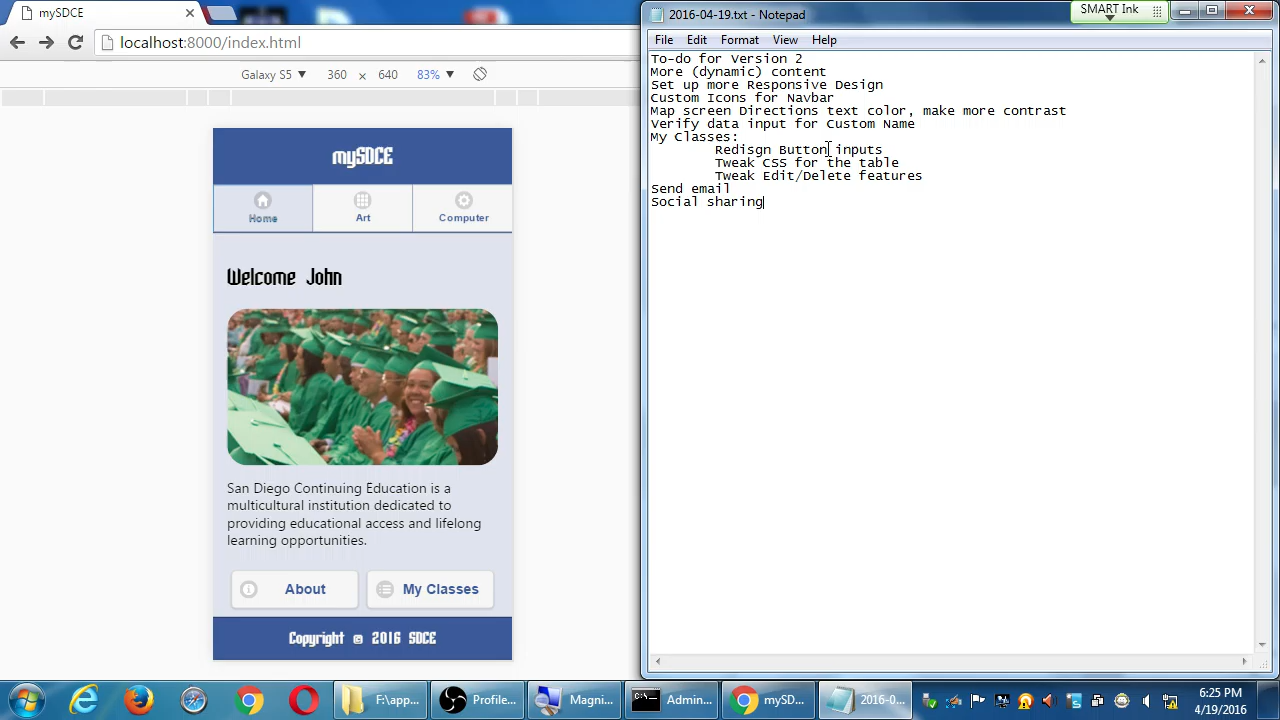 mySDCE
localhost:8000/index.html
Galaxy S5 ▼ 360 × 640 83% ▼
mySDCE
Home Art Computer
Welcome John
San Diego Continuing Education is a
multicultural institution dedicated to
providing educational access and lifelong
learning opportunities.
About My Classes
Copyright © 2016 SDCE
2016-04-19.txt - Notepad
SMART Ink
File Edit Format View Help
To-do for Version 2
More (dynamic) content
Set up more Responsive Design
Custom Icons for Navbar
Map screen Directions text color, make more contrast
Verify data input for Custom Name
My Classes:
Redisgn Button inputs
Tweak CSS for the table
Tweak Edit/Delete features
Send email
Social sharing
F:\app... Profile... Magni... Admin... mySD... 2016-0...
6:25 PM
4/19/2016